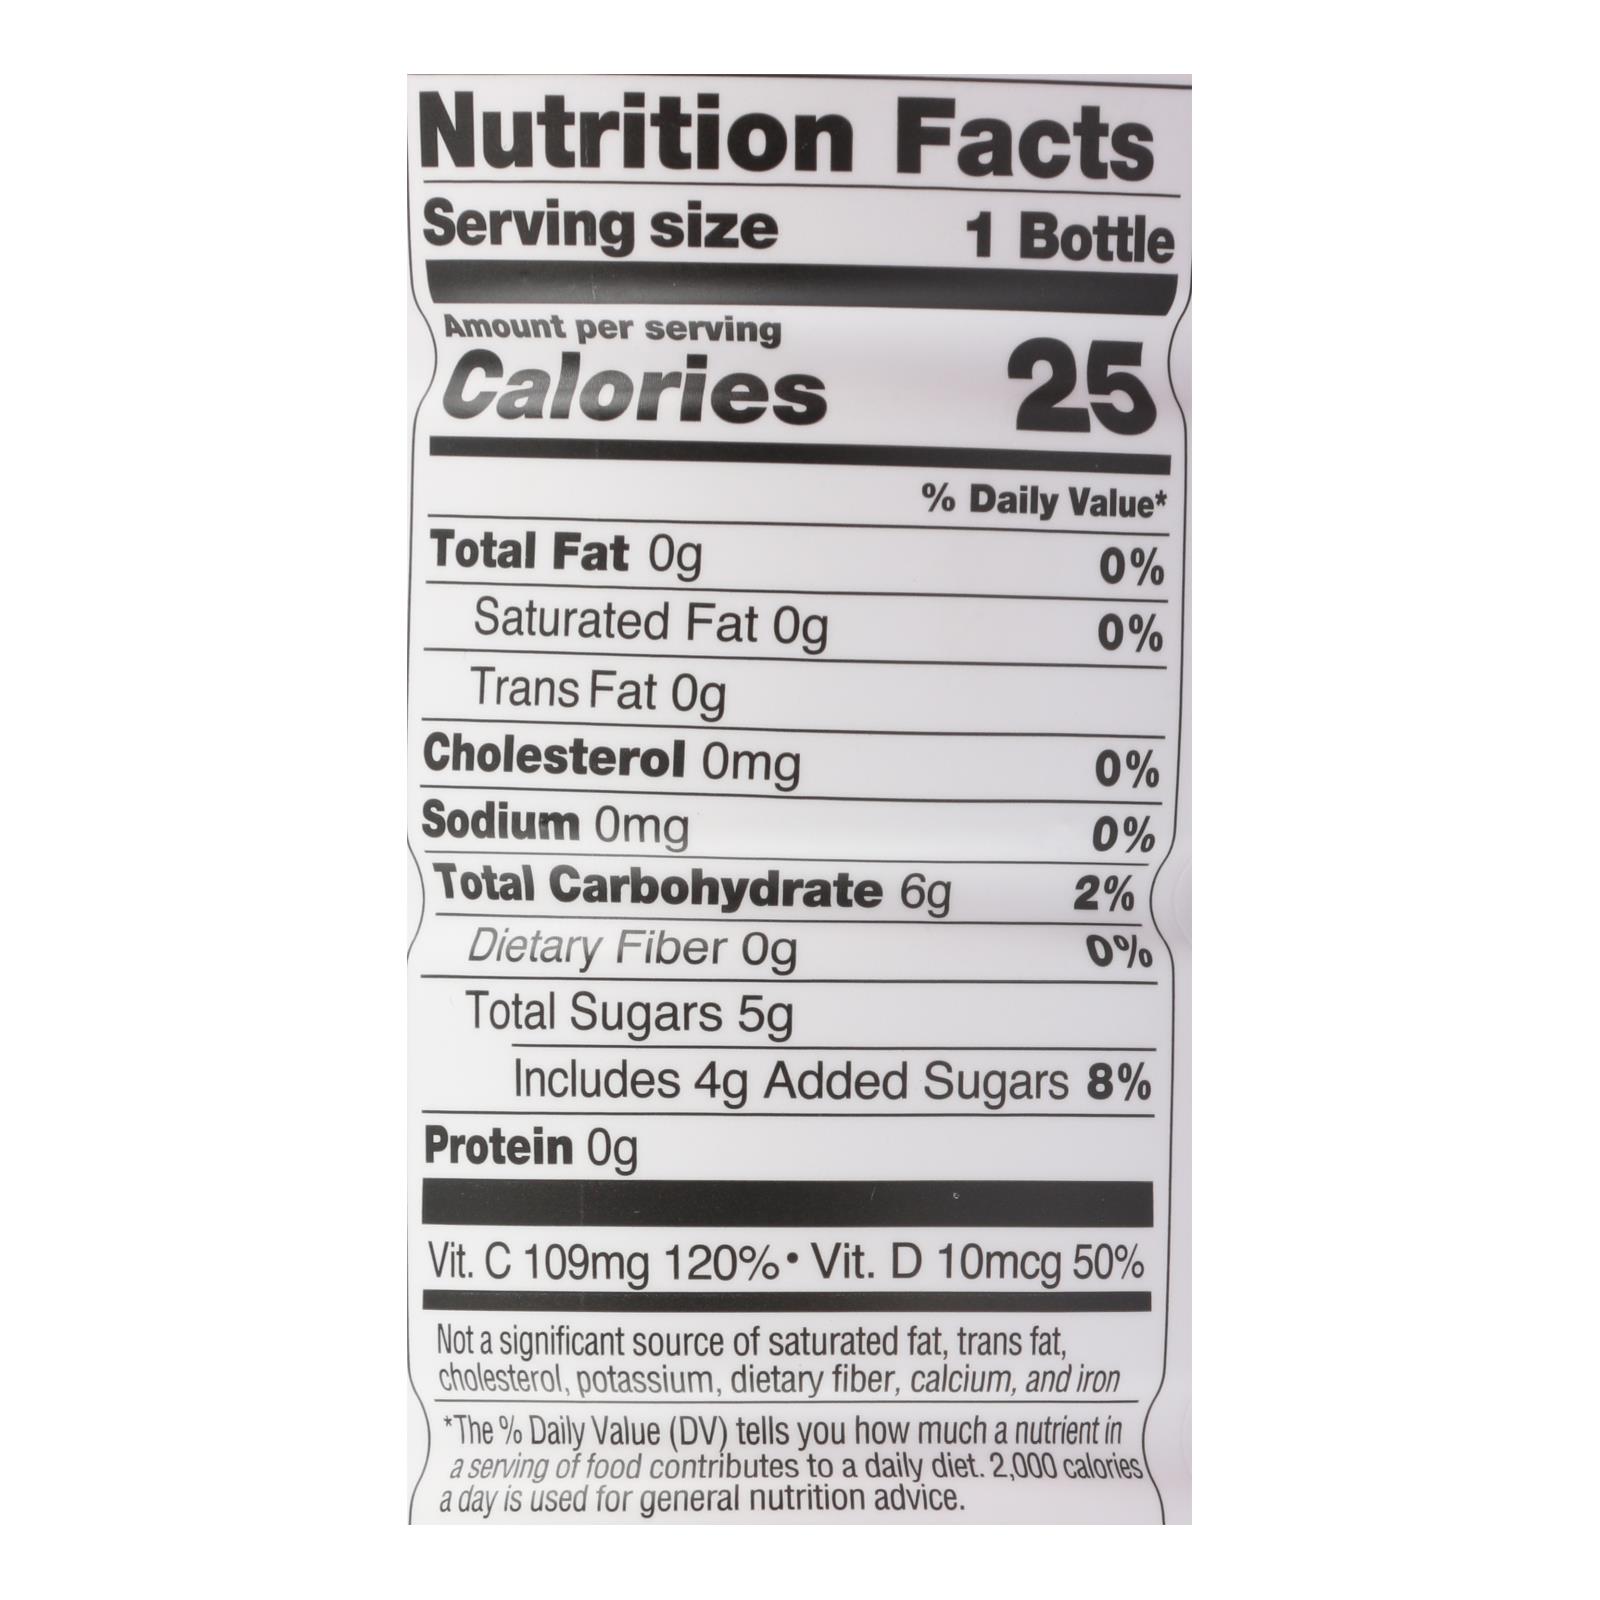 Nutrition Facts
Serving size 1 Bottle
Amount per serving
Calories 25
% Daily Value*
Total Fat 0g 0%
Saturated Fat 0g 0%
Trans Fat 0g
Cholesterol 0mg 0%
Sodium 0mg 0%
Total Carbohydrate 6g 2%
Dietary Fiber 0g 0%
Total Sugars 5g
Includes 4g Added Sugars 8%
Protein 0g
Vit. C 109mg 120% • Vit. D 10mcg 50%
Not a significant source of saturated fat, trans fat,
cholesterol, potassium, dietary fiber, calcium, and iron
*The % Daily Value (DV) tells you how much a nutrient in
a serving of food contributes to a daily diet. 2,000 calories
a day is used for general nutrition advice.